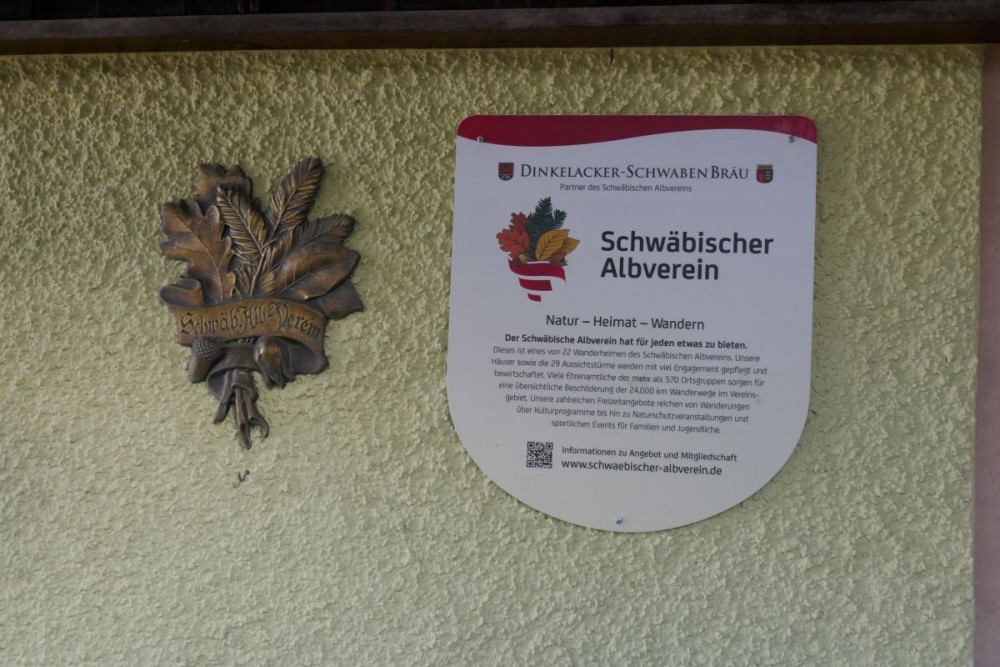 Schwäb. Alb-Verein
DINKELACKER-SCHWABEN BRÄU
Partner des Schwäbischen Albvereins
Schwäbischer
Albverein
Natur – Heimat – Wandern
Der Schwäbische Albverein hat für jeden etwas zu bieten.
Dieses ist eines von 22 Wanderheimen des Schwäbischen Albvereins. Unsere
Häuser sowie die 29 Aussichtstürme werden mit viel Engagement gepflegt und
bewirtschaftet. Viele Ehrenamtliche der mehr als 570 Ortsgruppen sorgen für
eine übersichtliche Beschilderung der 24.000 km Wanderwege im Vereins-
gebiet. Unsere zahlreichen Freizeitangebote reichen von Wanderungen
über Kulturprogramme bis hin zu Naturschutzveranstaltungen und
sportlichen Events für Familien und Jugendliche.
Informationen zu Angebot und Mitgliedschaft
www.schwaebischer-albverein.de